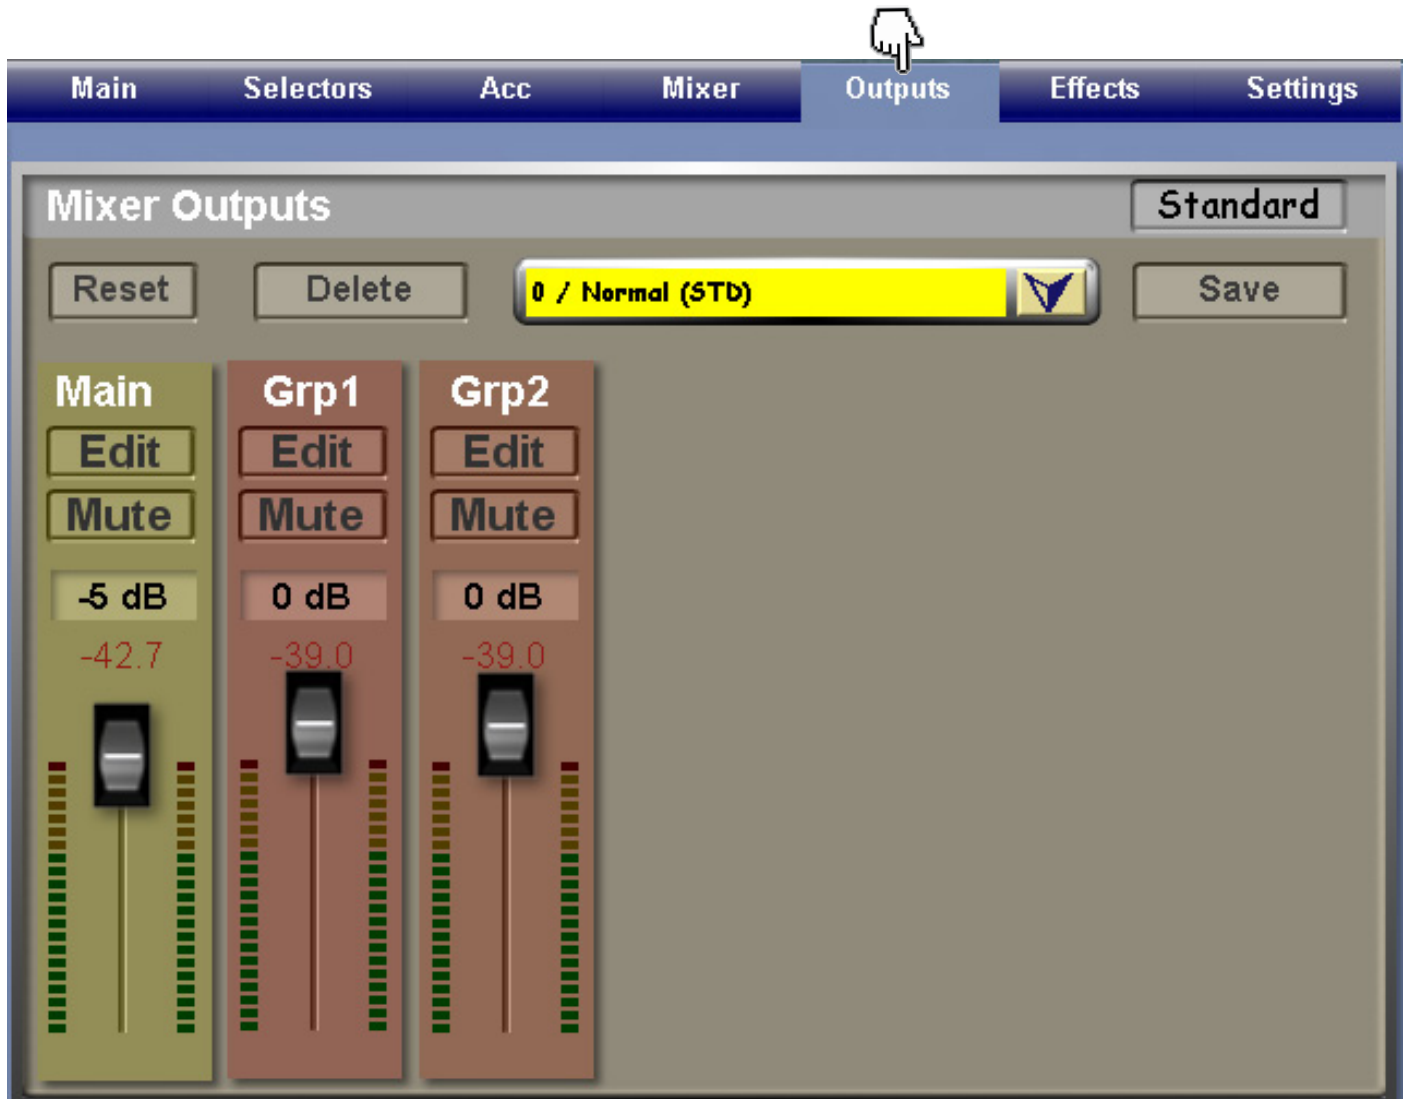 Main Selectors Acc Mixer Outputs Effects Settings
Mixer Outputs Standard
Reset Delete 0 / Normal (STD) Save
Main Grp1 Grp2
Edit Edit Edit
Mute Mute Mute
-5 dB 0 dB 0 dB
-42.7 -39.0 -39.0